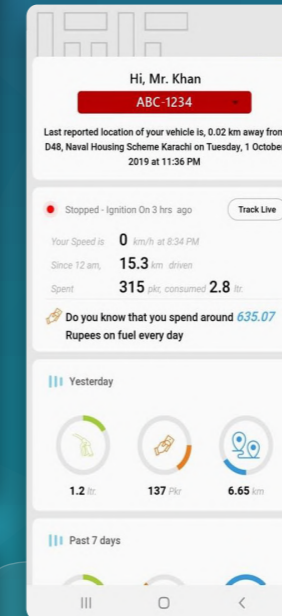 Hi, Mr. Khan
ABC-1234
Last reported location of your vehicle is, 0.02 km away from
D48, Naval Housing Scheme Karachi on Tuesday, 1 October
2019 at 11:36 PM
Stopped - Ignition On 3 hrs ago
Track Live
Your Speed is 0 km/h at 8:34 PM
Since 12 am, 15.3 km driven
Spent 315 pkr, consumed 2.8 ltr.
Do you know that you spend around 635.07
Rupees on fuel every day
Yesterday
1.2 ltr. 137 Pkr 6.65 km
Past 7 days